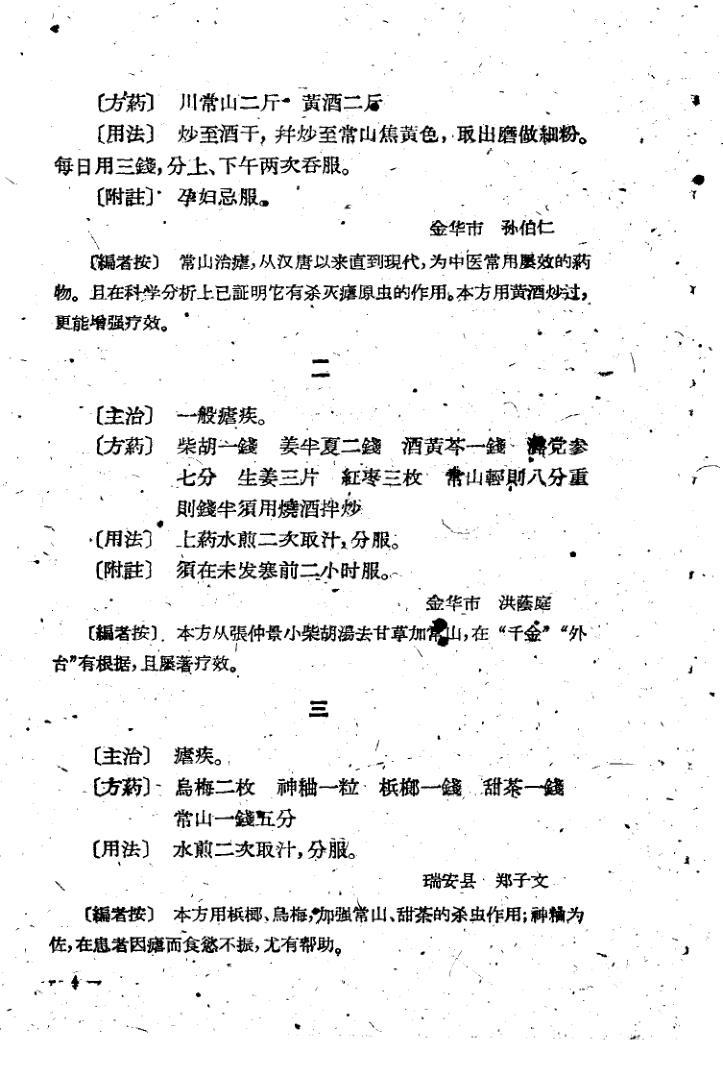 〔方葯〕 川常山二斤 黃酒二斤
〔用法〕 炒至酒干，幷炒至常山焦黃色，取出磨做細粉。
每日用三錢，分上、下午两次吞服。
〔附註〕 孕妇忌服。
金华市 孙伯仁
〔編者按〕 常山治瘧，从汉唐以来直到現代，为中医常用屡效的葯
物。且在科学分析上已証明它有杀灭瘧原虫的作用。本方用黄酒炒过，
更能增强疗效。
二
〔主治〕 一般瘧疾。
〔方葯〕 柴胡一錢 姜半夏二錢 酒黃芩一錢 潞党参
七分 生姜三片 紅枣三枚 常山輕則八分重
則錢半須用燒酒拌炒
〔用法〕 上葯水煎二次取汁，分服。
〔附註〕 須在未发寒前二小时服。
金华市 洪蔭庭
〔編者按〕 本方从張仲景小柴胡湯去甘草加常山，在“千金”“外
台”有根据，且屡著疗效。
三
〔主治〕 瘧疾。
〔方葯〕 烏梅二枚 神粬一粒 梹榔一錢 甜茶一錢
常山一錢五分
〔用法〕 水煎二次取汁，分服。
瑞安县 郑子文
〔編者按〕 本方用梹榔、烏梅，加强常山、甜茶的杀虫作用；神粬为
佐，在患者因瘧而食慾不振，尤有帮助。
— 4 —